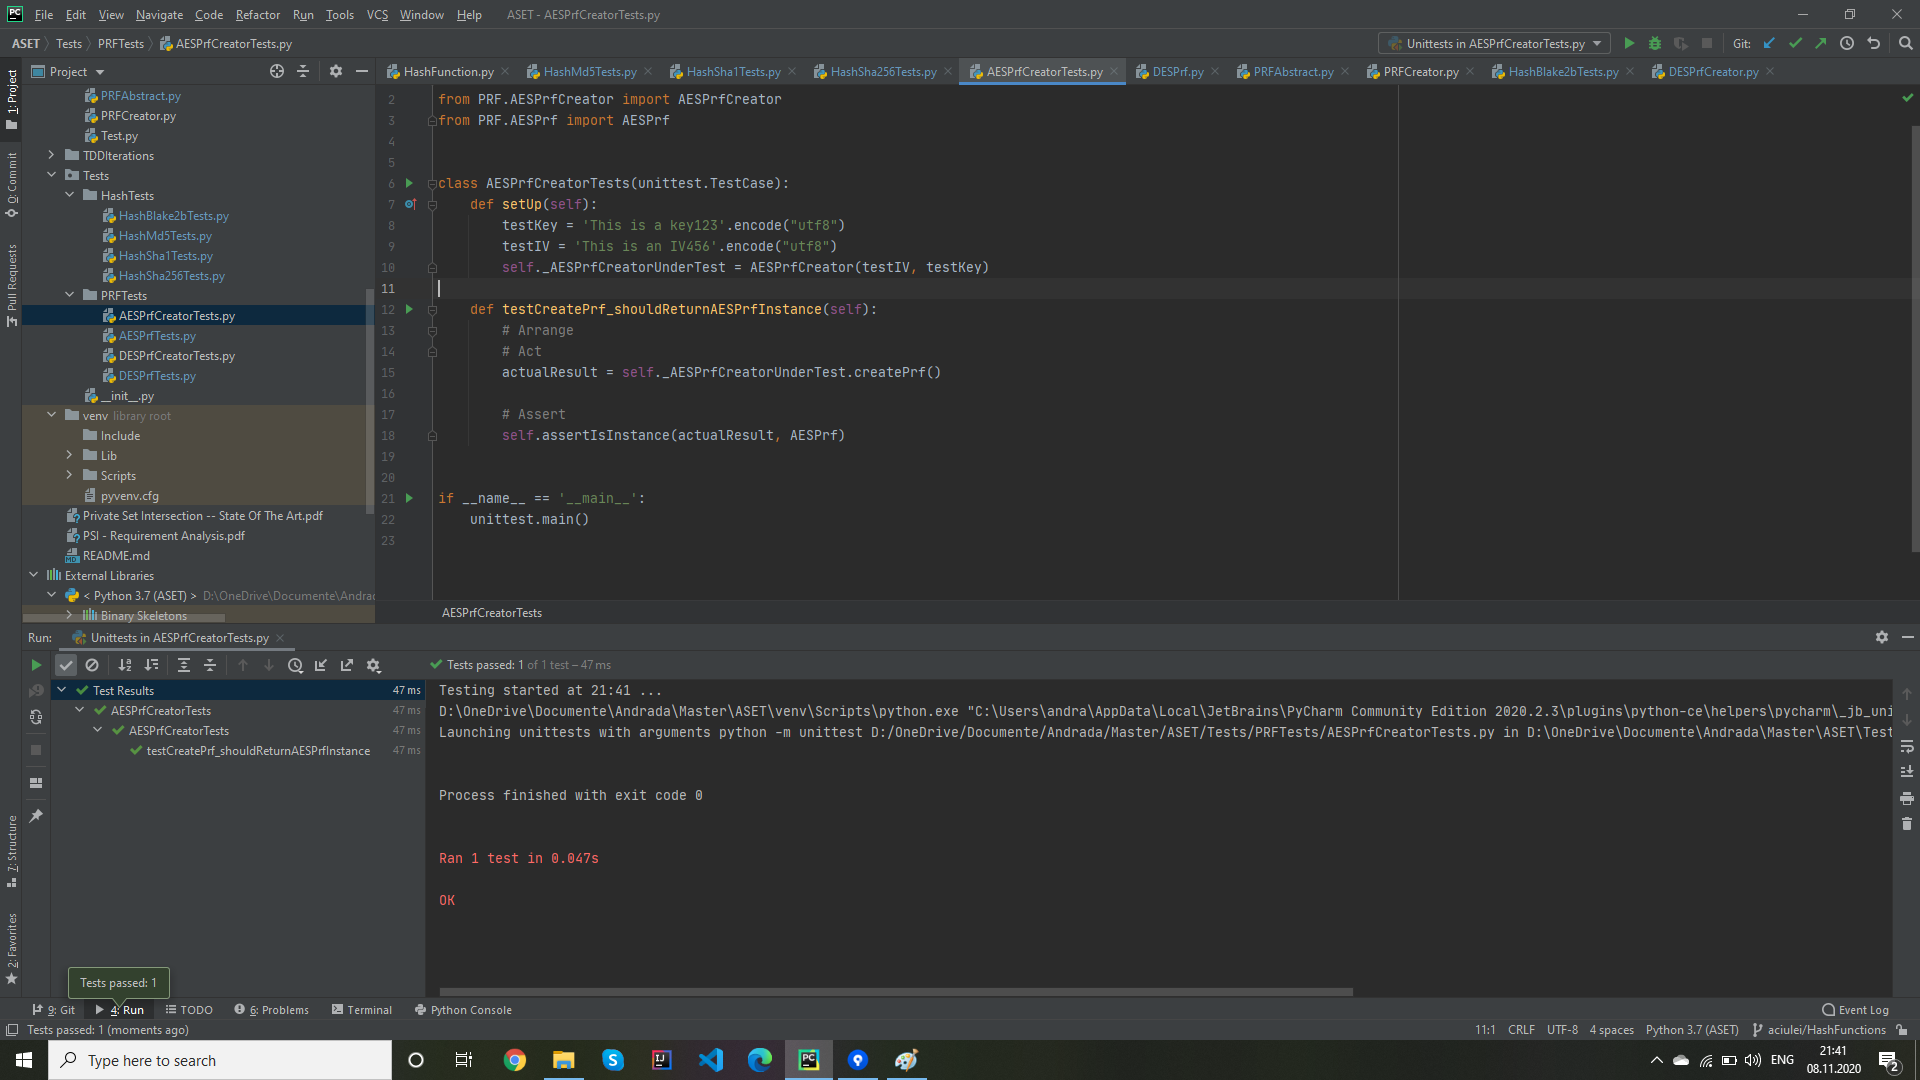 File Edit View Navigate Code Refactor Run Tools VCS Window Help ASET - AESPrfCreatorTests.py
ASET Tests PRFTests AESPrfCreatorTests.py Unittests in AESPrfCreatorTests.py Git:
Project
HashFunction.py HashMd5Tests.py HashSha1Tests.py HashSha256Tests.py AESPrfCreatorTests.py DESPrf.py PRFAbstract.py PRFCreator.py HashBlake2bTests.py DESPrfCreator.py
1: Project
0: Commit
Pull Requests
7: Structure
2: Favorites
PRFAbstract.py
PRFCreator.py
Test.py
TDDIterations
Tests
HashTests
HashBlake2bTests.py
HashMd5Tests.py
HashSha1Tests.py
HashSha256Tests.py
PRFTests
AESPrfCreatorTests.py
AESPrfTests.py
DESPrfCreatorTests.py
DESPrfTests.py
__init__.py
venv library root
Include
Lib
Scripts
pyvenv.cfg
Private Set Intersection -- State Of The Art.pdf
PSI - Requirement Analysis.pdf
README.md
External Libraries
< Python 3.7 (ASET) > D:\OneDrive\Documente\Andrada
Binary Skeletons
2 from PRF.AESPrfCreator import AESPrfCreator
3 from PRF.AESPrf import AESPrf
4
5
6 class AESPrfCreatorTests(unittest.TestCase):
7 def setUp(self):
8 testKey = 'This is a key123'.encode("utf8")
9 testIV = 'This is an IV456'.encode("utf8")
10 self._AESPrfCreatorUnderTest = AESPrfCreator(testIV, testKey)
11
12 def testCreatePrf_shouldReturnAESPrfInstance(self):
13 # Arrange
14 # Act
15 actualResult = self._AESPrfCreatorUnderTest.createPrf()
16
17 # Assert
18 self.assertIsInstance(actualResult, AESPrf)
19
20
21 if __name__ == '__main__':
22 unittest.main()
23
AESPrfCreatorTests
Run: Unittests in AESPrfCreatorTests.py
Tests passed: 1 of 1 test – 47 ms
Test Results 47 ms
AESPrfCreatorTests 47 ms
AESPrfCreatorTests 47 ms
testCreatePrf_shouldReturnAESPrfInstance 47 ms
Testing started at 21:41 ...
D:\OneDrive\Documente\Andrada\Master\ASET\venv\Scripts\python.exe "C:\Users\andra\AppData\Local\JetBrains\PyCharm Community Edition 2020.2.3\plugins\python-ce\helpers\pycharm\_jb_uni
Launching unittests with arguments python -m unittest D:/OneDrive/Documente/Andrada/Master/ASET/Tests/PRFTests/AESPrfCreatorTests.py in D:\OneDrive\Documente\Andrada\Master\ASET\Test
Process finished with exit code 0
Ran 1 test in 0.047s
OK
Tests passed: 1
9: Git 4: Run TODO 6: Problems Terminal Python Console Event Log
Tests passed: 1 (moments ago) 11:1 CRLF UTF-8 4 spaces Python 3.7 (ASET) aciulei/HashFunctions
Type here to search
ENG
21:41
08.11.2020
2